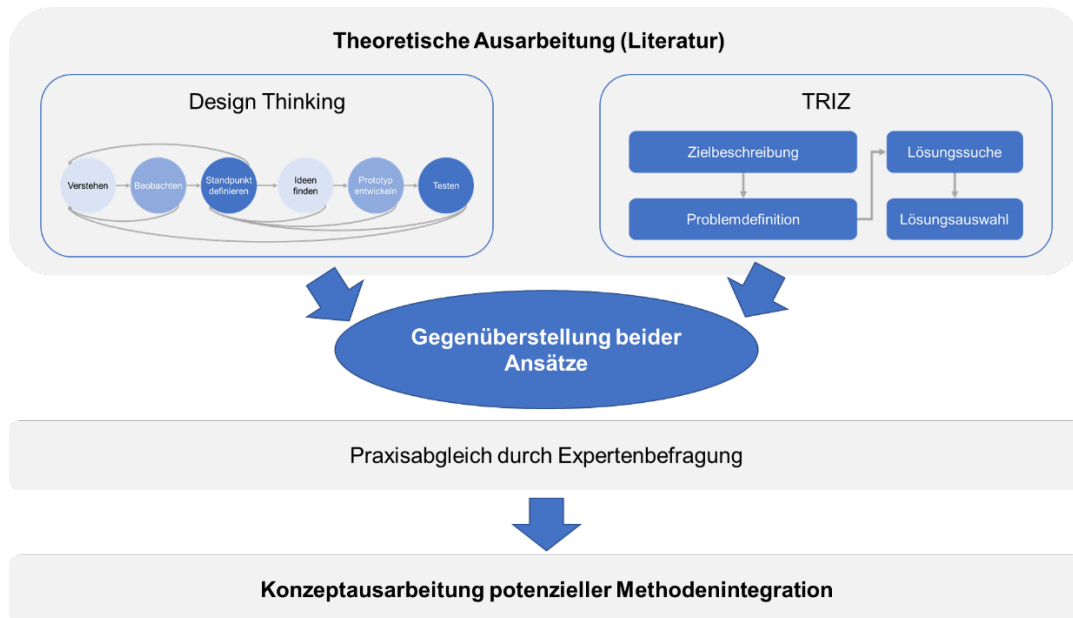 Theoretische Ausarbeitung (Literatur)
Design Thinking
Verstehen
Beobachten
Standpunkt
definieren
Ideen
finden
Prototyp
entwickeln
Testen
TRIZ
Zielbeschreibung
Problemdefinition
Lösungssuche
Lösungsauswahl
Gegenüberstellung beider
Ansätze
Praxisabgleich durch Expertenbefragung
Konzeptausarbeitung potenzieller Methodenintegration